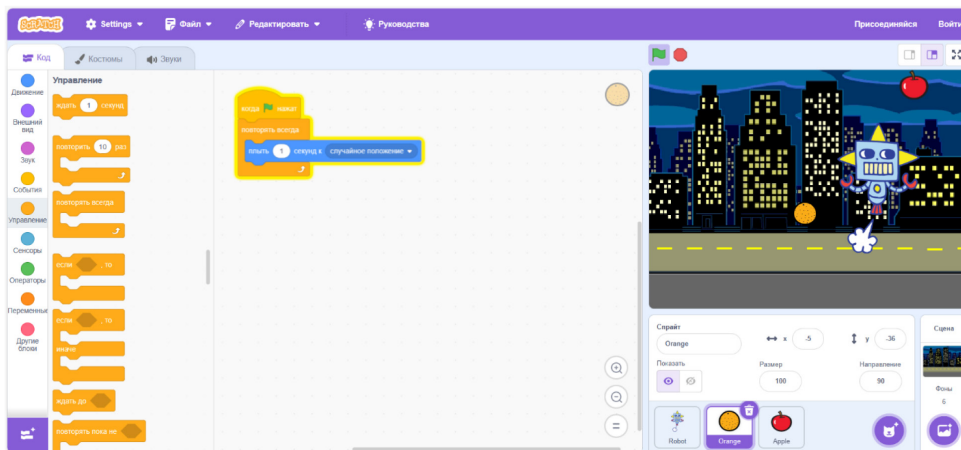 SCRATCH
Settings
Файл
Редактировать
Руководства
Присоединяйся
Войти
Код
Костюмы
Звуки
Движение
Внешний
вид
Звук
События
Управление
Сенсоры
Операторы
Переменные
Другие
блоки
Управление
ждать 1 секунд
повторить 10 раз
повторять всегда
если , то
если , то
иначе
ждать до
повторять пока не
когда нажат
повторять всегда
плыть 1 секунд к случайное положение
Спрайт
Orange
x -5
y -36
Показать
Размер
100
Направление
90
Robot
Orange
Apple
Сцена
Фоны
6